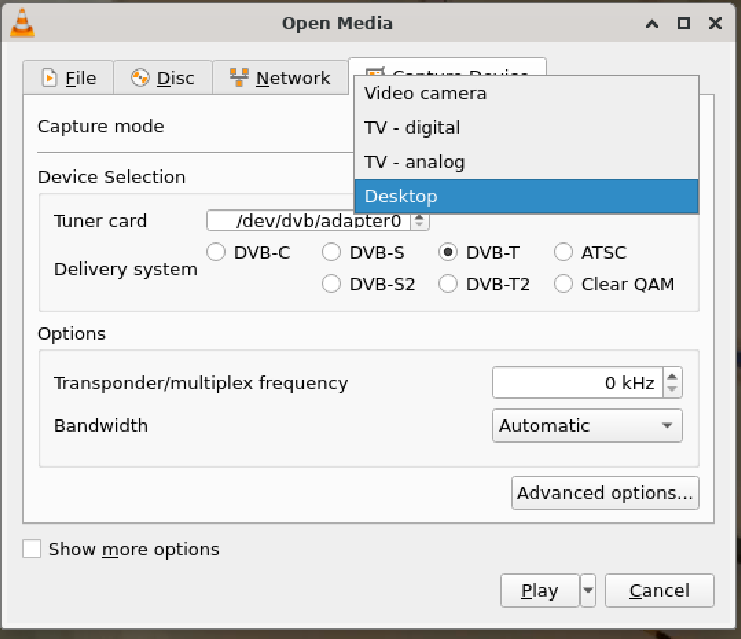 Open Media
File Disc Network Capture Device
Video camera
Capture mode
TV - digital
TV - analog
Device Selection
Desktop
Tuner card /dev/dvb/adapter0
DVB-C DVB-S DVB-T ATSC
Delivery system
DVB-S2 DVB-T2 Clear QAM
Options
Transponder/multiplex frequency 0 kHz
Bandwidth Automatic
Advanced options...
Show more options
Play Cancel